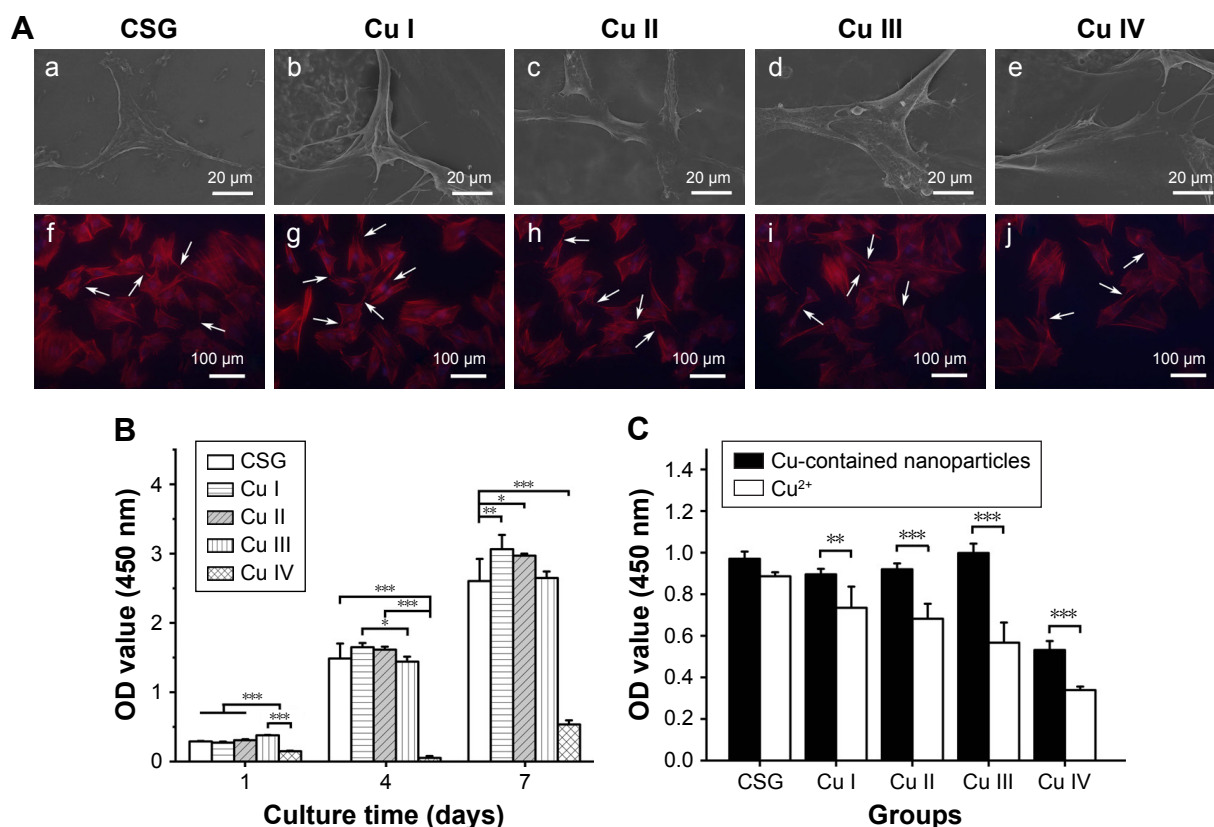 A CSG Cu I Cu II Cu III Cu IV
a b c d e
20 µm 20 µm 20 µm 20 µm 20 µm
f g h i j
100 µm 100 µm 100 µm 100 µm 100 µm
B
CSG
Cu I
Cu II
Cu III
Cu IV
OD value (450 nm)
4
3
2
1
0
*** * **
*** *** *
*** ***
1 4 7
Culture time (days)
C
Cu-contained nanoparticles
Cu²⁺
OD value (450 nm)
1.4
1.2
1.0
0.8
0.6
0.4
0.2
0.0
** *** *** ***
CSG Cu I Cu II Cu III Cu IV
Groups